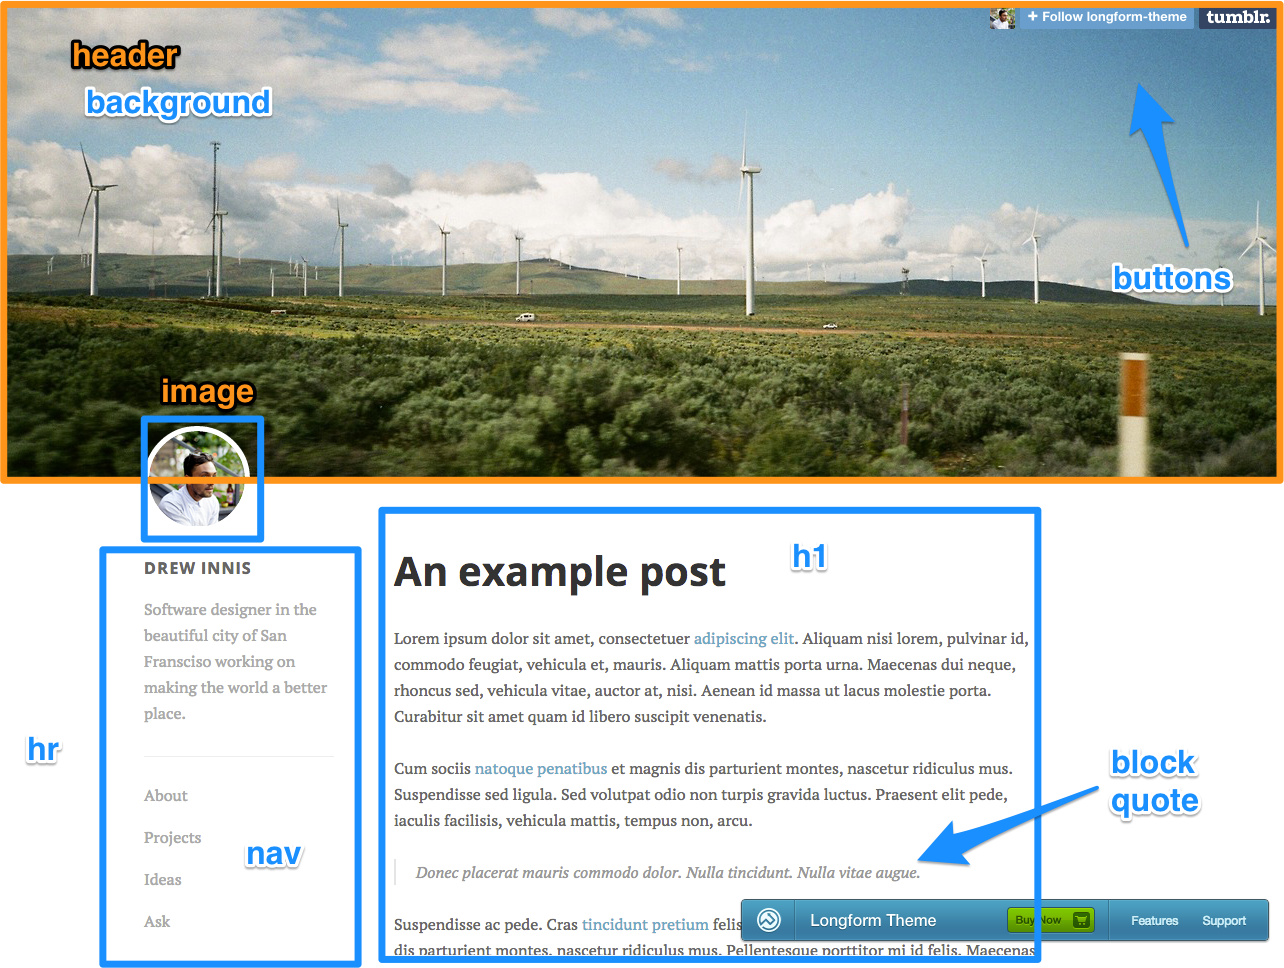 + Follow longform-theme
tumblr.
header
background
buttons
image
DREW INNIS
Software designer in the
beautiful city of San
Fransciso working on
making the world a better
place.
hr
About
Projects
nav
Ideas
Ask
An example post
h1
Lorem ipsum dolor sit amet, consectetuer adipiscing elit. Aliquam nisi lorem, pulvinar id,
commodo feugiat, vehicula et, mauris. Aliquam mattis porta urna. Maecenas dui neque,
rhoncus sed, vehicula vitae, auctor at, nisi. Aenean id massa ut lacus molestie porta.
Curabitur sit amet quam id libero suscipit venenatis.
Cum sociis natoque penatibus et magnis dis parturient montes, nascetur ridiculus mus.
Suspendisse sed ligula. Sed volutpat odio non turpis gravida luctus. Praesent elit pede,
iaculis facilisis, vehicula mattis, tempus non, arcu.
block
quote
Donec placerat mauris commodo dolor. Nulla tincidunt. Nulla vitae augue.
Suspendisse ac pede. Cras tincidunt pretium felis
dis parturient montes, nascetur ridiculus mus. Pellentesque porttitor mi id felis. Maecenas
Longform Theme
Buy Now
Features
Support